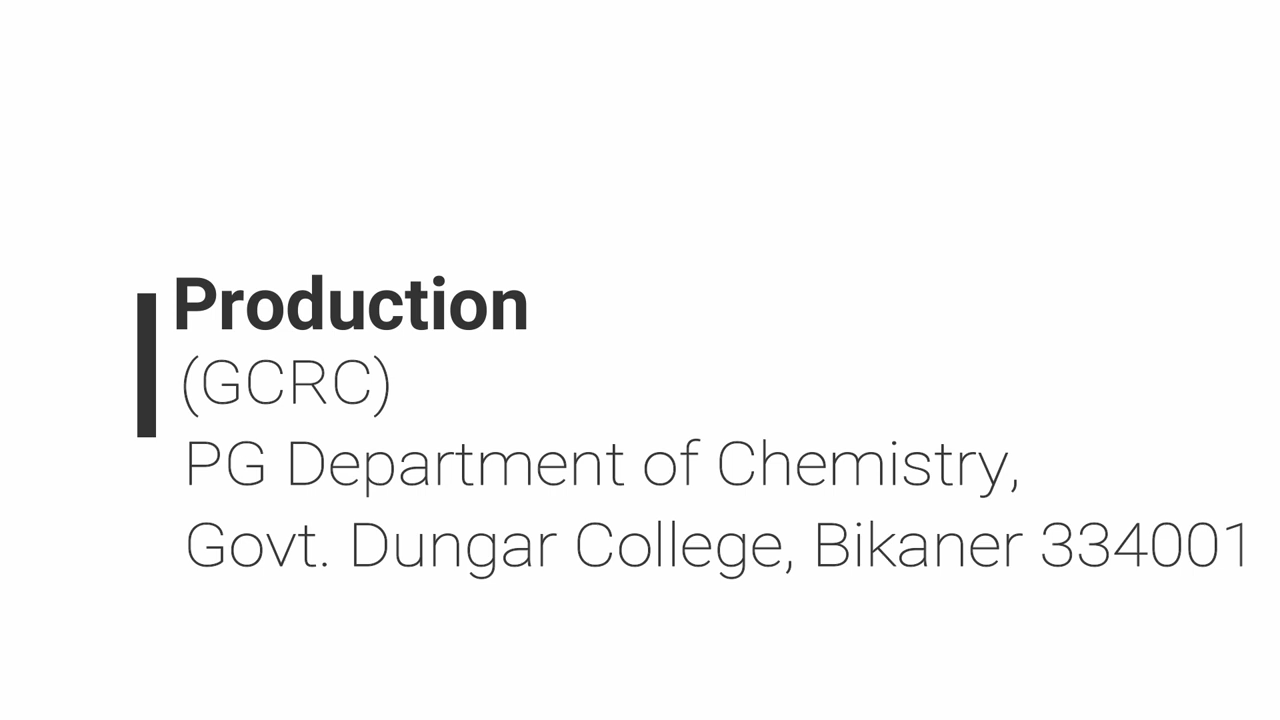 Production
(GCRC)
PG Department of Chemistry,
Govt. Dungar College, Bikaner 334001